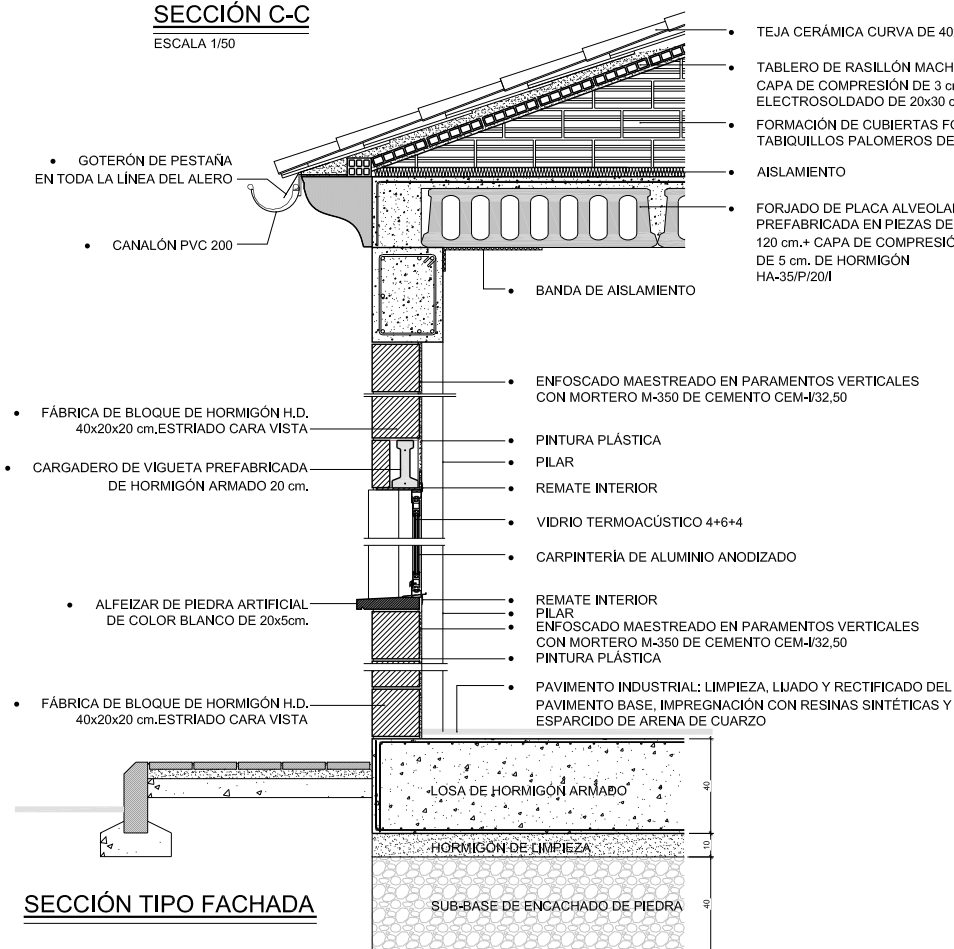 SECCIÓN C-C
ESCALA 1/50
TEJA CERÁMICA CURVA DE 40
TABLERO DE RASILLÓN MACH
CAPA DE COMPRESIÓN DE 3 c
ELECTROSOLDADO DE 20x30 c
FORMACIÓN DE CUBIERTAS FO
TABIQUILLOS PALOMEROS DE
AISLAMIENTO
FORJADO DE PLACA ALVEOLA
PREFABRICADA EN PIEZAS DE
120 cm.+ CAPA DE COMPRESIÓ
DE 5 cm. DE HORMIGÓN
HA-35/P/20/I
GOTERÓN DE PESTAÑA
EN TODA LA LÍNEA DEL ALERO
CANALÓN PVC 200
BANDA DE AISLAMIENTO
ENFOSCADO MAESTREADO EN PARAMENTOS VERTICALES
CON MORTERO M-350 DE CEMENTO CEM-I/32,50
FÁBRICA DE BLOQUE DE HORMIGÓN H.D.
40x20x20 cm.ESTRIADO CARA VISTA
PINTURA PLÁSTICA
PILAR
CARGADERO DE VIGUETA PREFABRICADA
DE HORMIGÓN ARMADO 20 cm.
REMATE INTERIOR
VIDRIO TERMOACÚSTICO 4+6+4
CARPINTERÍA DE ALUMINIO ANODIZADO
ALFEIZAR DE PIEDRA ARTIFICIAL
DE COLOR BLANCO DE 20x5cm.
REMATE INTERIOR
PILAR
ENFOSCADO MAESTREADO EN PARAMENTOS VERTICALES
CON MORTERO M-350 DE CEMENTO CEM-I/32,50
PINTURA PLÁSTICA
FÁBRICA DE BLOQUE DE HORMIGÓN H.D.
40x20x20 cm.ESTRIADO CARA VISTA
PAVIMENTO INDUSTRIAL: LIMPIEZA, LIJADO Y RECTIFICADO DEL
PAVIMENTO BASE, IMPREGNACIÓN CON RESINAS SINTÉTICAS Y
ESPARCIDO DE ARENA DE CUARZO
LOSA DE HORMIGÓN ARMADO
40
HORMIGÓN DE LIMPIEZA
10
SUB-BASE DE ENCACHADO DE PIEDRA
40
SECCIÓN TIPO FACHADA